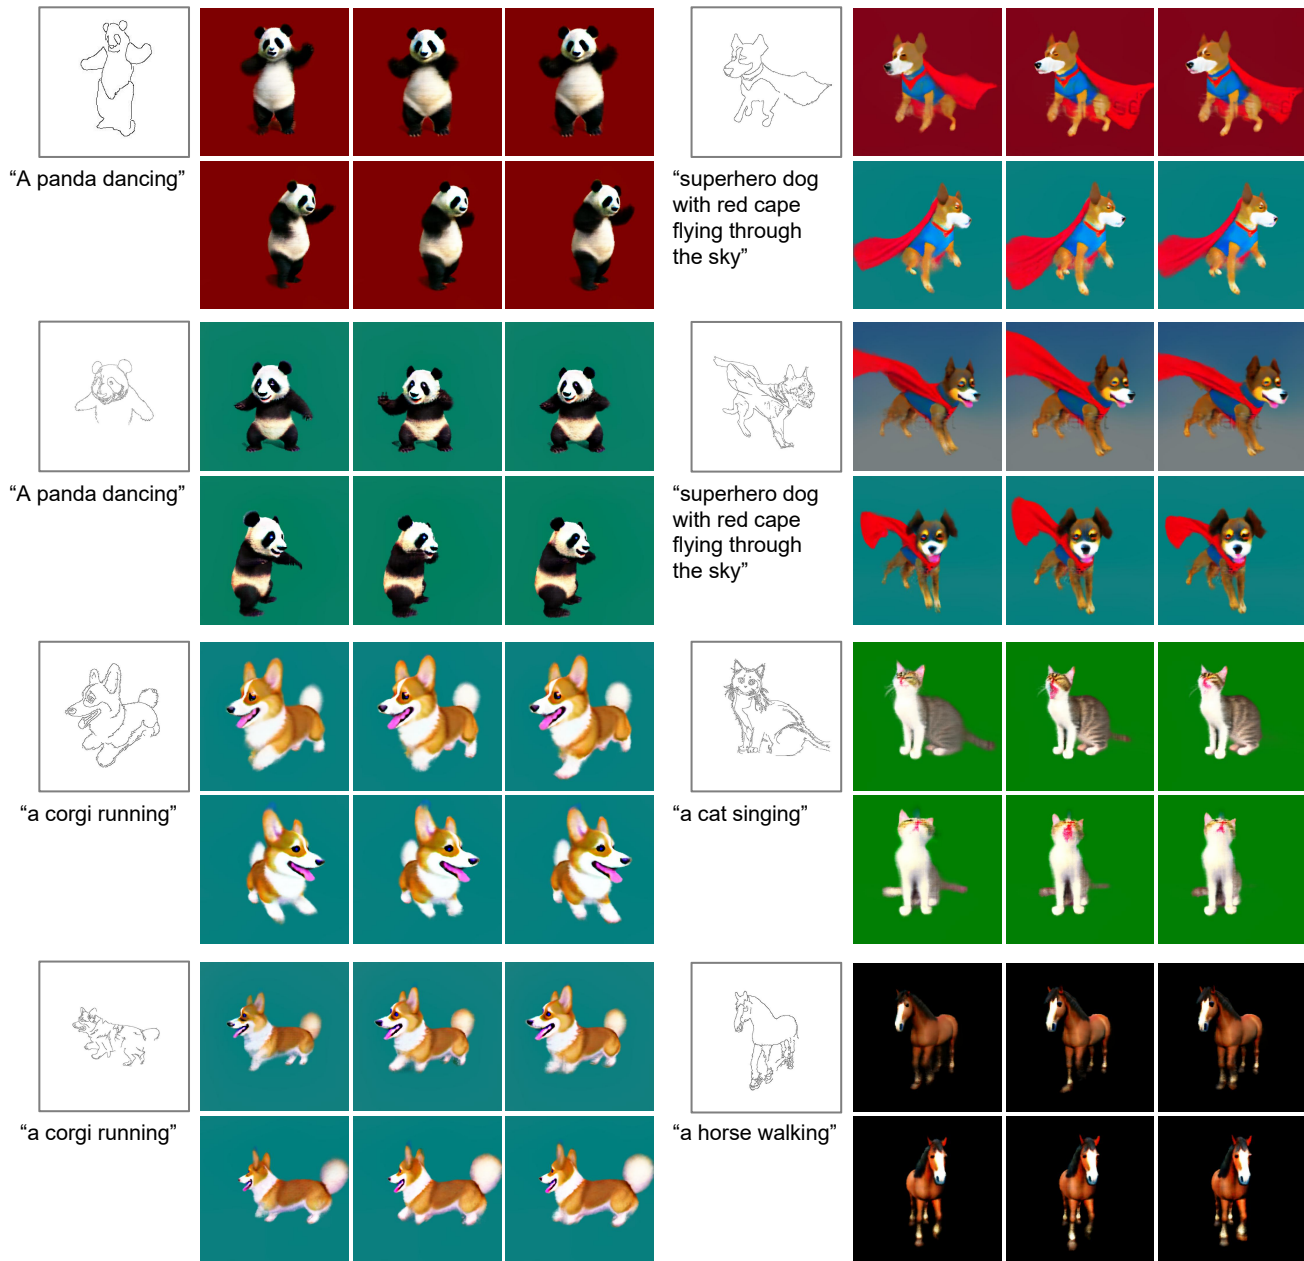 “A panda dancing”
“superhero dog
with red cape
flying through
the sky”
“A panda dancing”
“superhero dog
with red cape
flying through
the sky”
“a corgi running”
“a cat singing”
“a corgi running”
“a horse walking”